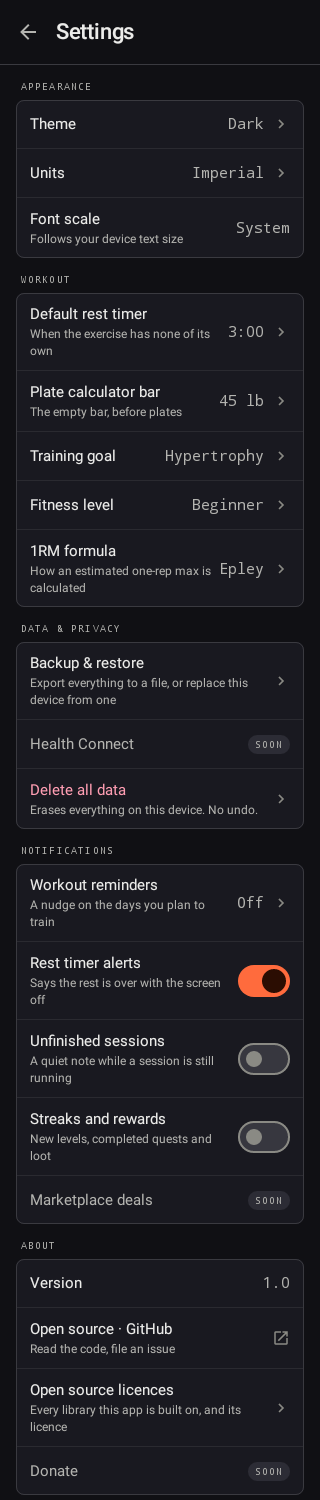 Settings
APPEARANCE
Theme
Dark
Units
Imperial
Font scale
Follows your device text size
System
WORKOUT
Default rest timer
When the exercise has none of its
own
3:00
Plate calculator bar
The empty bar, before plates
45 lb
Training goal
Hypertrophy
Fitness level
Beginner
1RM formula
How an estimated one-rep max is
calculated
Epley
DATA & PRIVACY
Backup & restore
Export everything to a file, or replace this
device from one
Health Connect
SOON
Delete all data
Erases everything on this device. No undo.
NOTIFICATIONS
Workout reminders
A nudge on the days you plan to
train
Off
Rest timer alerts
Says the rest is over with the screen
off
Unfinished sessions
A quiet note while a session is still
running
Streaks and rewards
New levels, completed quests and
loot
Marketplace deals
SOON
ABOUT
Version
1.0
Open source · GitHub
Read the code, file an issue
Open source licences
Every library this app is built on, and its
licence
Donate
SOON